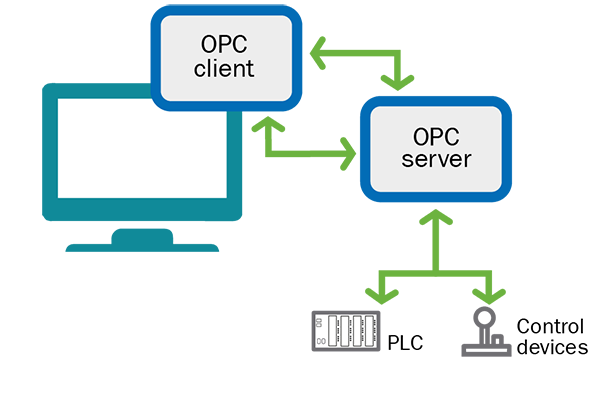 OPC
client
OPC
server
PLC
Control
devices